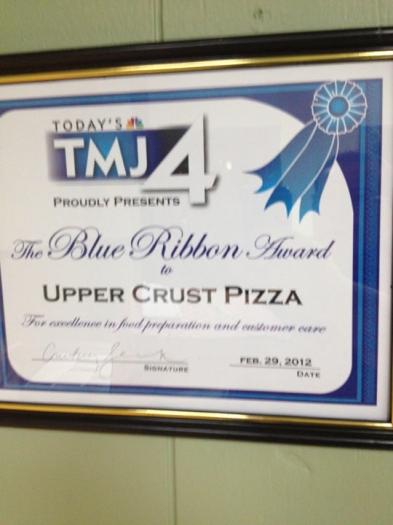 TODAY'S
TMJ4
PROUDLY PRESENTS
The Blue Ribbon Award
to
UPPER CRUST PIZZA
For excellence in food preparation and customer care
SIGNATURE
FEB. 29, 2012
DATE